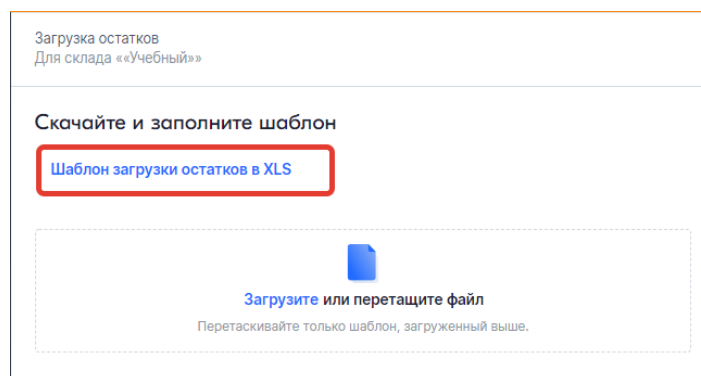 Загрузка остатков
Для склада ««Учебный»»
Скачайте и заполните шаблон
Шаблон загрузки остатков в XLS
Загрузите или перетащите файл
Перетаскивайте только шаблон, загруженный выше.